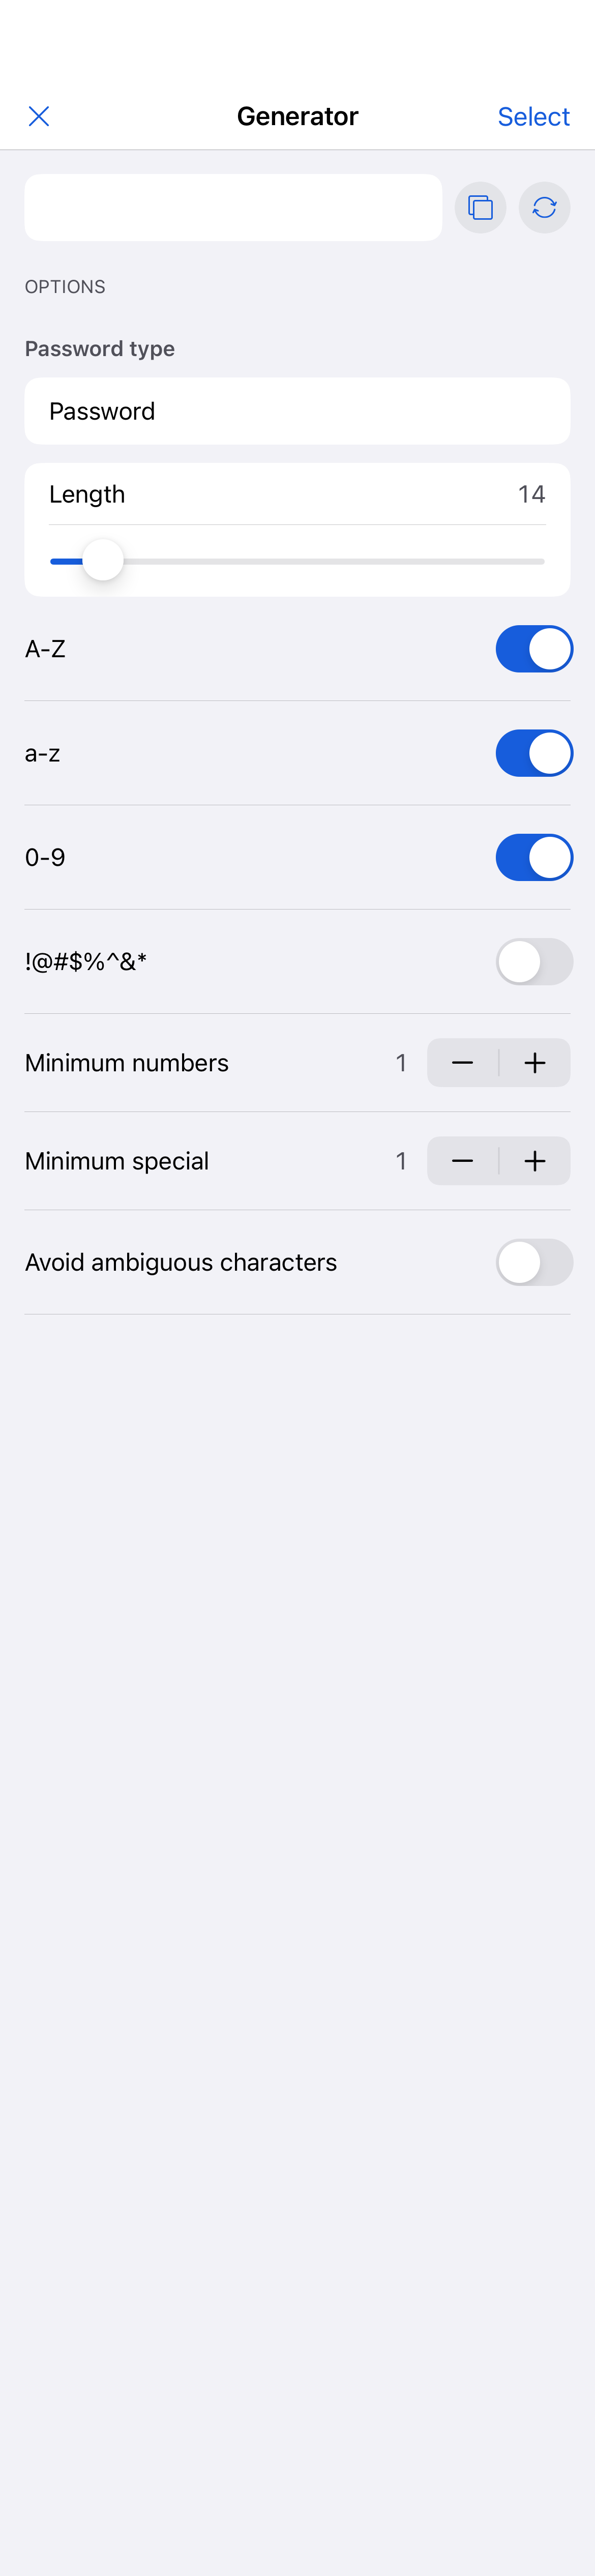 Generator
Select
OPTIONS
Password type
Password
Length 14
A-Z
a-z
0-9
!@#$%^&*
Minimum numbers 1
Minimum special 1
Avoid ambiguous characters